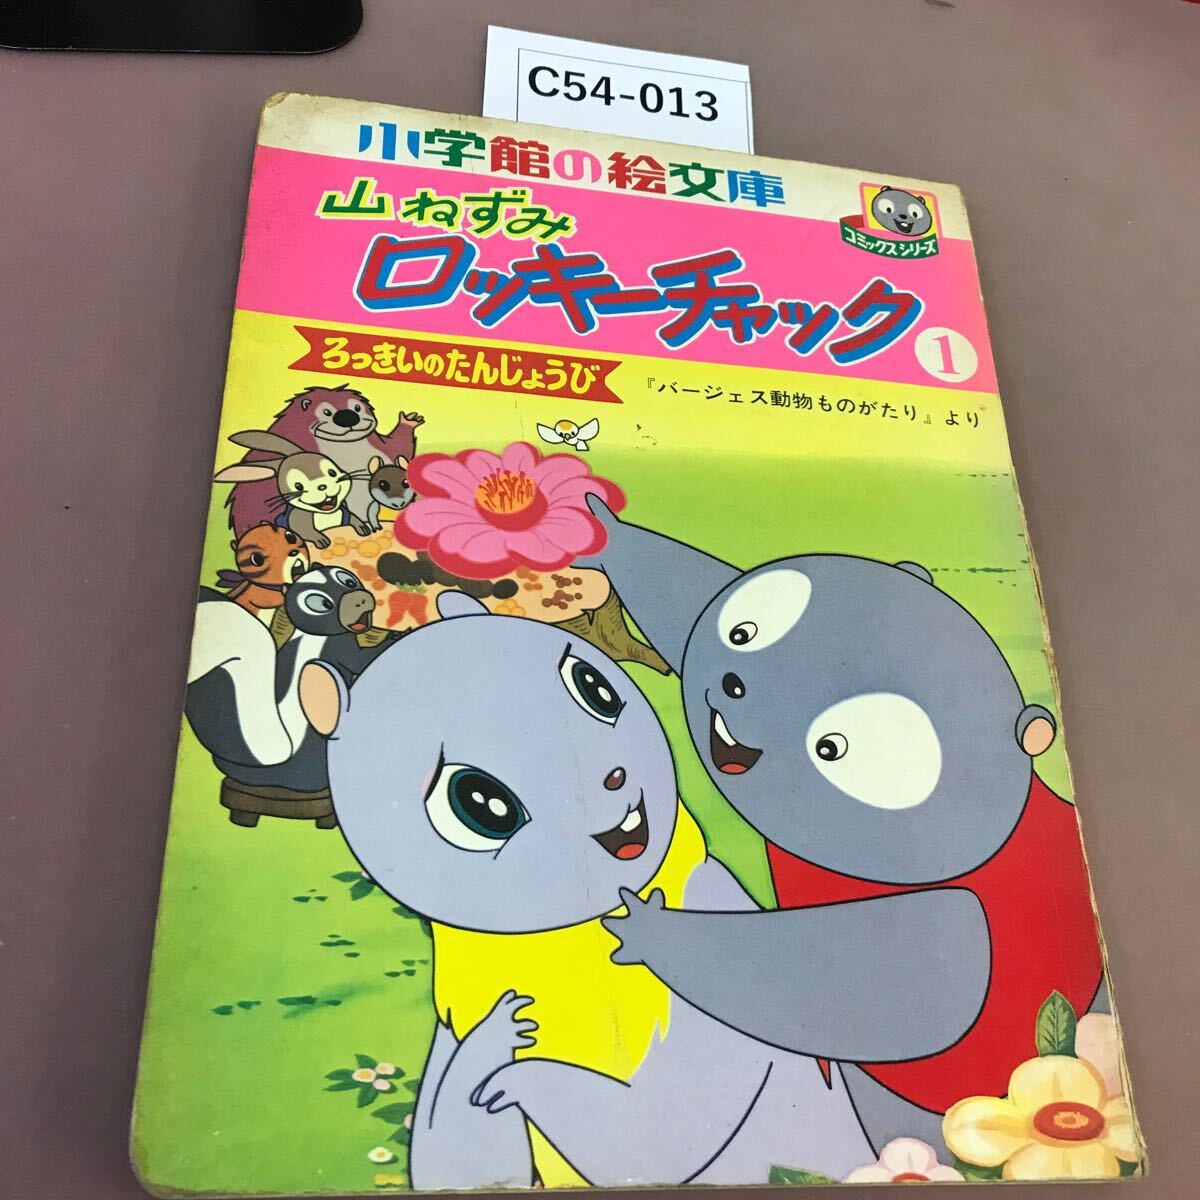 C54-013
小学館の絵文庫
コミックスシリーズ
山ねずみ
ロッキーチャック
1
ろっきいのたんじょうび
『バージェス動物ものがたり』より